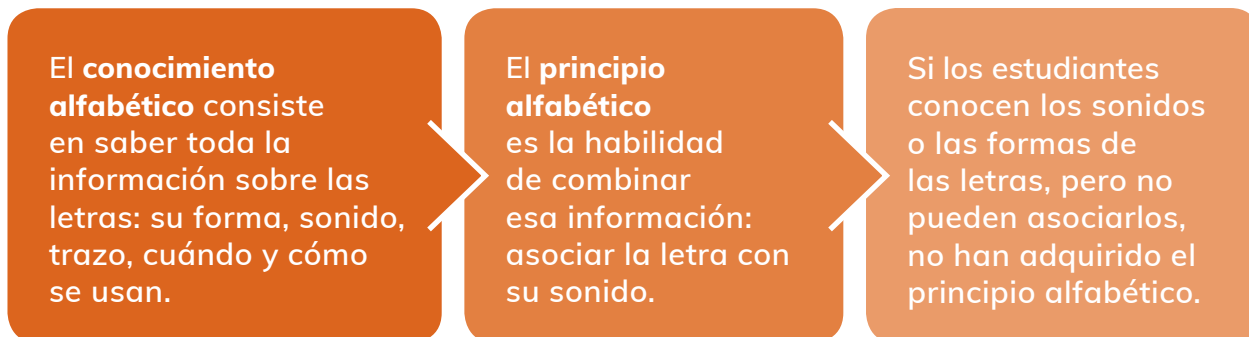 El conocimiento
alfabético consiste
en saber toda la
información sobre las
letras: su forma, sonido,
trazo, cuándo y cómo
se usan.
El principio
alfabético
es la habilidad
de combinar
esa información:
asociar la letra con
su sonido.
Si los estudiantes
conocen los sonidos
o las formas de
las letras, pero no
pueden asociarlos,
no han adquirido el
principio alfabético.